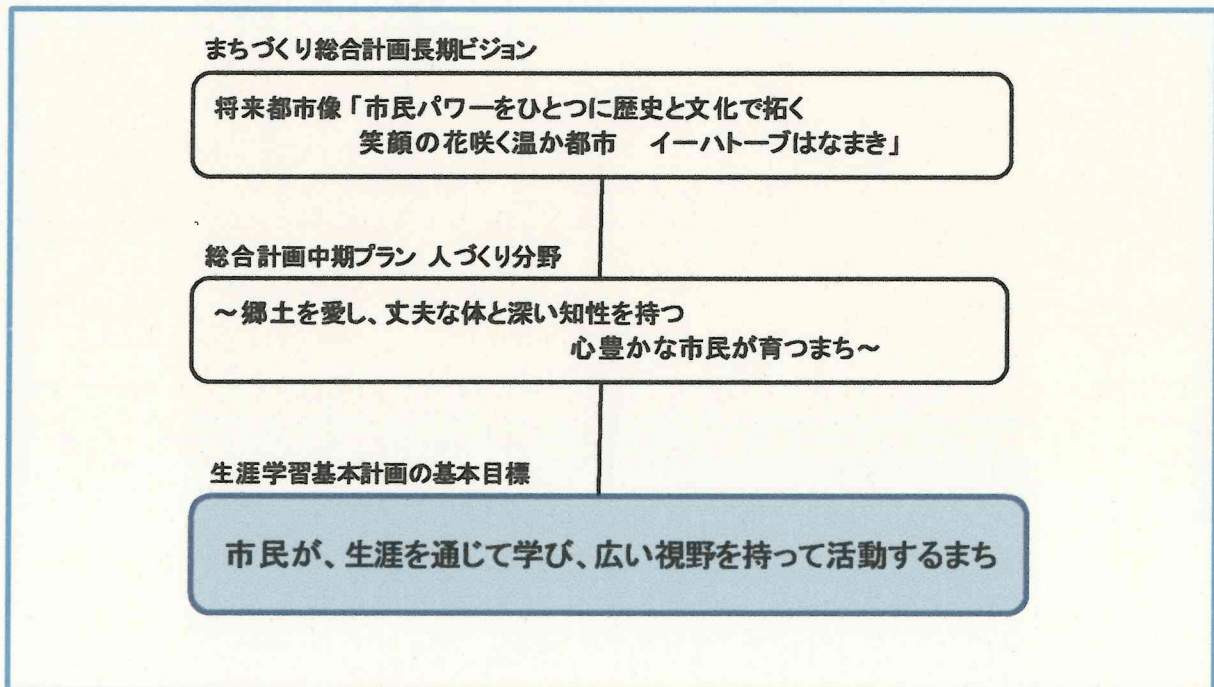 まちづくり総合計画長期ビジョン
将来都市像「市民パワーをひとつに歴史と文化で拓く
笑顔の花咲く温か都市　イーハトーブはなまき」
総合計画中期プラン 人づくり分野
～郷土を愛し、丈夫な体と深い知性を持つ
心豊かな市民が育つまち～
生涯学習基本計画の基本目標
市民が、生涯を通じて学び、広い視野を持って活動するまち